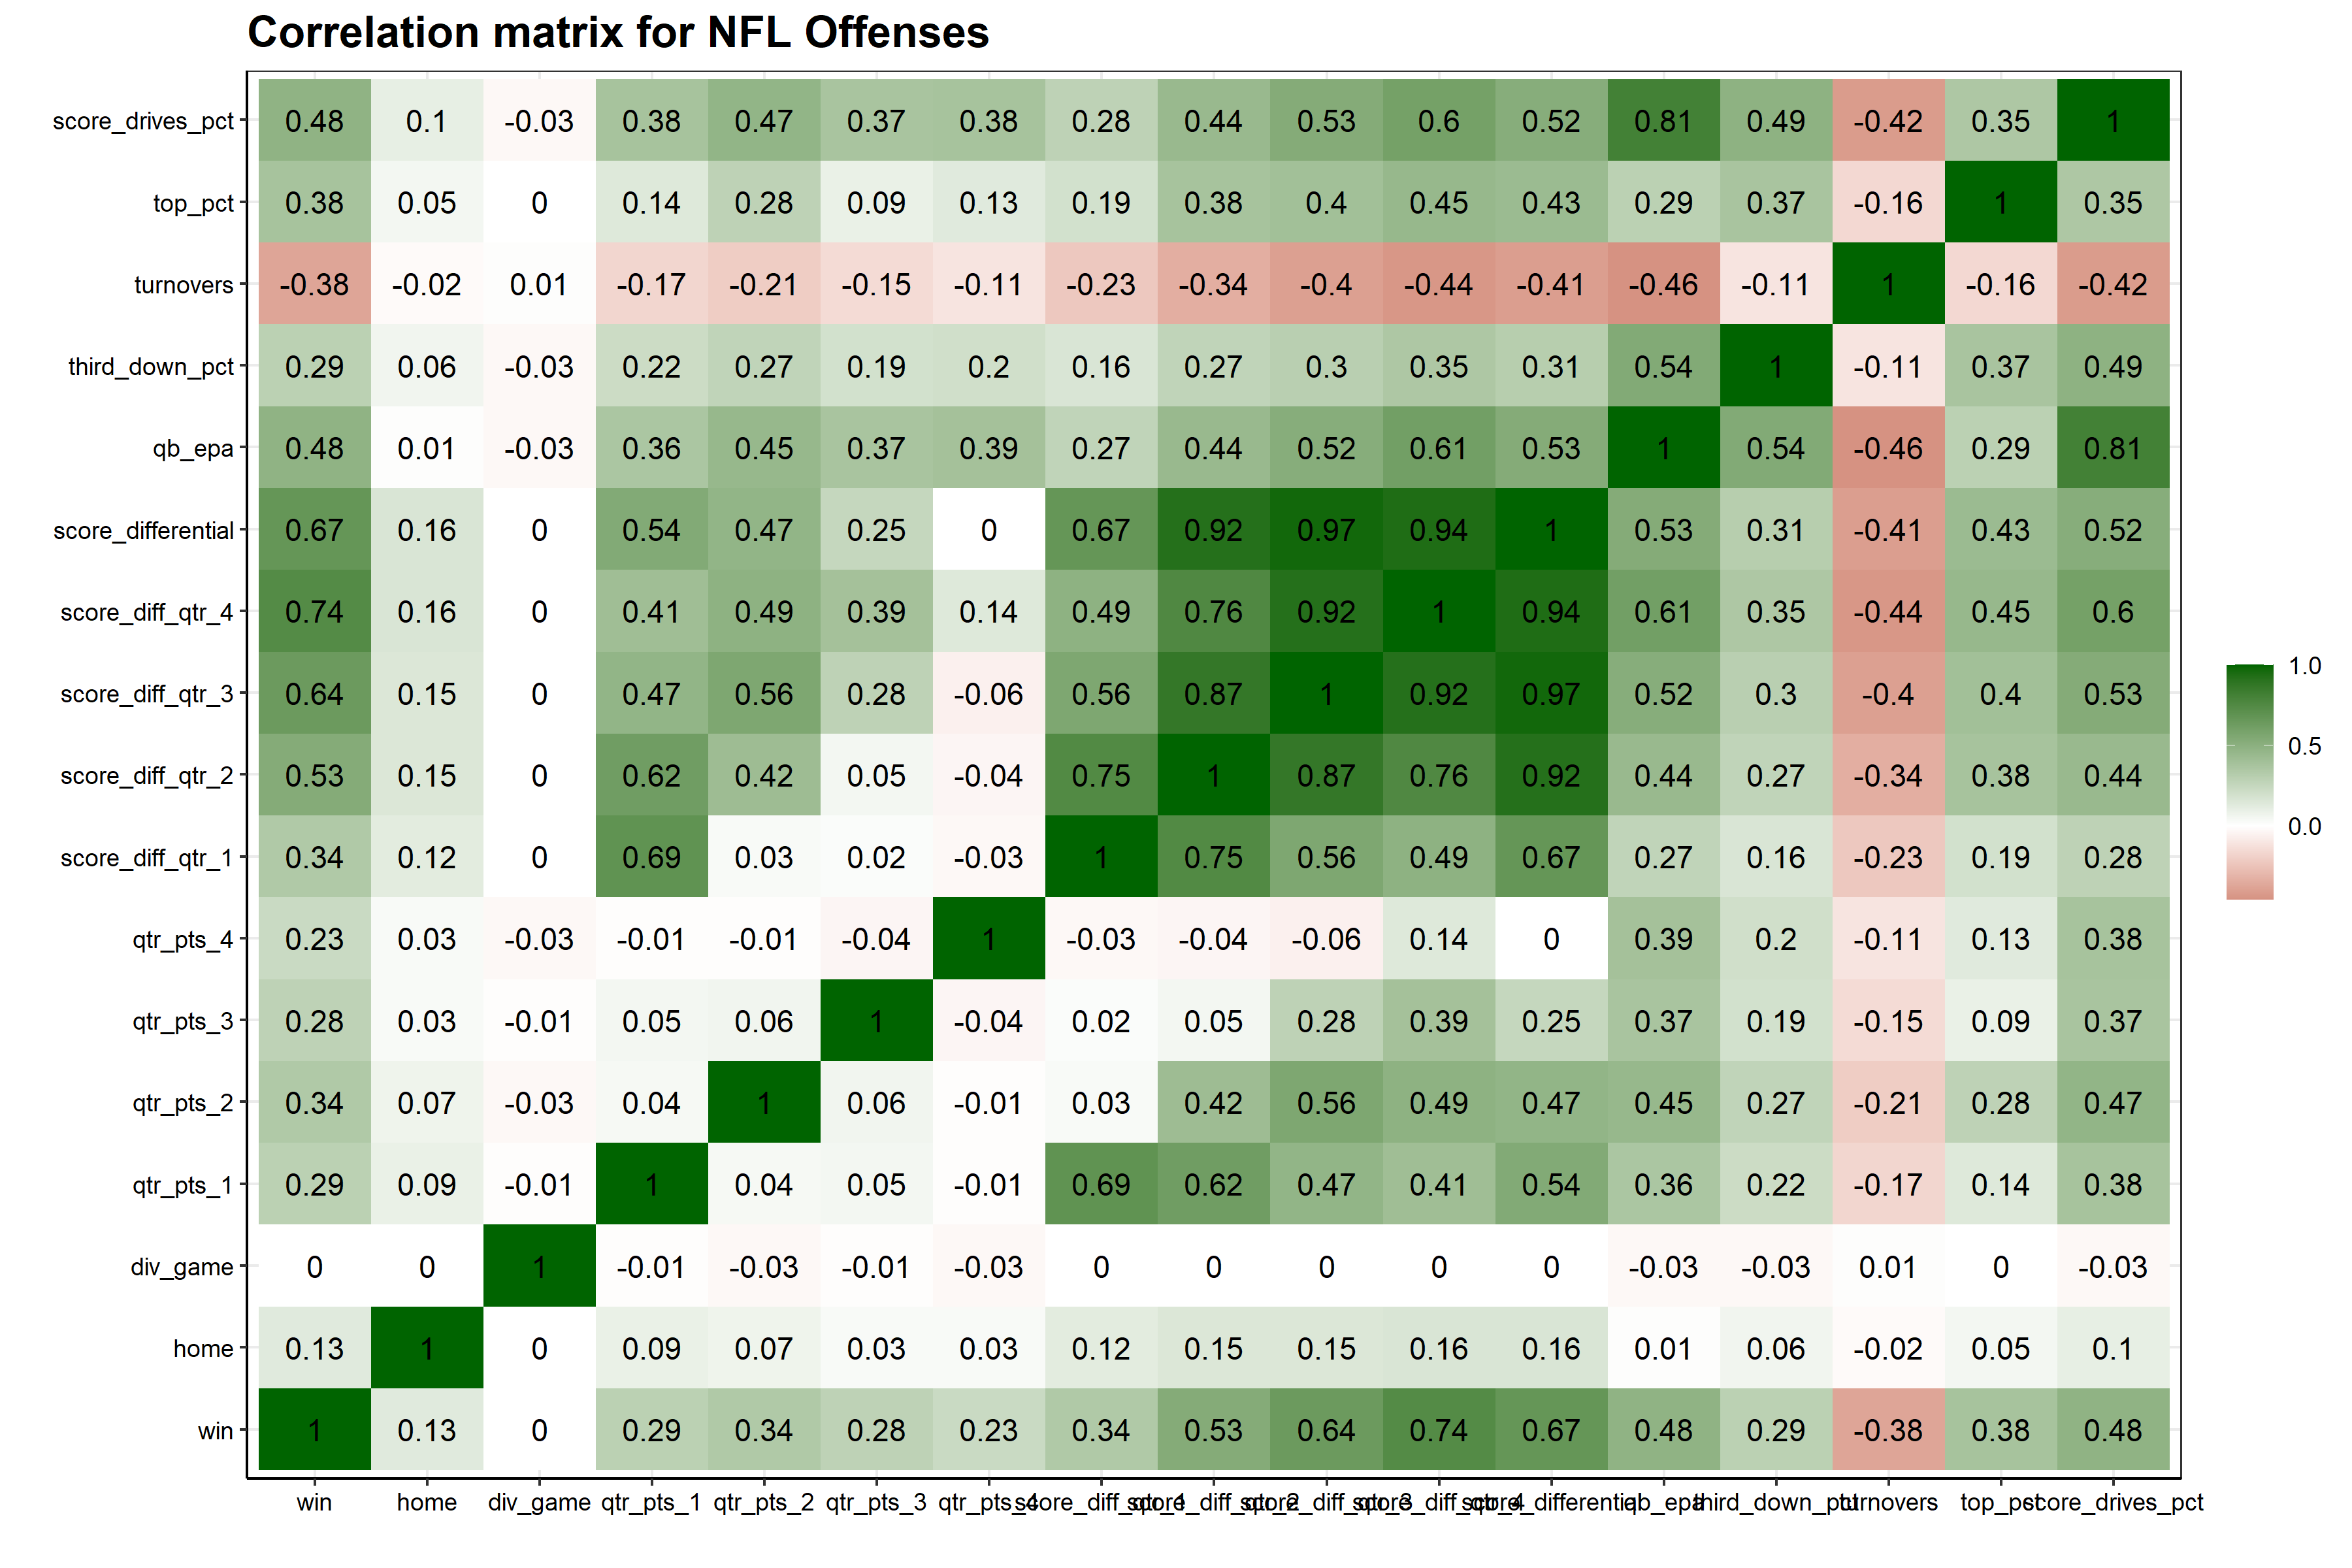 Correlation matrix for NFL Offenses
score_drives_pct 0.48 0.1 -0.03 0.38 0.47 0.37 0.38 0.28 0.44 0.53 0.6 0.52 0.81 0.49 -0.42 0.35 1
top_pct 0.38 0.05 0 0.14 0.28 0.09 0.13 0.19 0.38 0.4 0.45 0.43 0.29 0.37 -0.16 1 0.35
turnovers -0.38 -0.02 0.01 -0.17 -0.21 -0.15 -0.11 -0.23 -0.34 -0.4 -0.44 -0.41 -0.46 -0.11 1 -0.16 -0.42
third_down_pct 0.29 0.06 -0.03 0.22 0.27 0.19 0.2 0.16 0.27 0.3 0.35 0.31 0.54 1 -0.11 0.37 0.49
qb_epa 0.48 0.01 -0.03 0.36 0.45 0.37 0.39 0.27 0.44 0.52 0.61 0.53 1 0.54 -0.46 0.29 0.81
score_differential 0.67 0.16 0 0.54 0.47 0.25 0 0.67 0.92 0.97 0.94 1 0.53 0.31 -0.41 0.43 0.52
score_diff_qtr_4 0.74 0.16 0 0.41 0.49 0.39 0.14 0.49 0.76 0.92 1 0.94 0.61 0.35 -0.44 0.45 0.6
score_diff_qtr_3 0.64 0.15 0 0.47 0.56 0.28 -0.06 0.56 0.87 1 0.92 0.97 0.52 0.3 -0.4 0.4 0.53
score_diff_qtr_2 0.53 0.15 0 0.62 0.42 0.05 -0.04 0.75 1 0.87 0.76 0.92 0.44 0.27 -0.34 0.38 0.44
score_diff_qtr_1 0.34 0.12 0 0.69 0.03 0.02 -0.03 1 0.75 0.56 0.49 0.67 0.27 0.16 -0.23 0.19 0.28
qtr_pts_4 0.23 0.03 -0.03 -0.01 -0.01 -0.04 1 -0.03 -0.04 -0.06 0.14 0 0.39 0.2 -0.11 0.13 0.38
qtr_pts_3 0.28 0.03 -0.01 0.05 0.06 1 -0.04 0.02 0.05 0.28 0.39 0.25 0.37 0.19 -0.15 0.09 0.37
qtr_pts_2 0.34 0.07 -0.03 0.04 1 0.06 -0.01 0.03 0.42 0.56 0.49 0.47 0.45 0.27 -0.21 0.28 0.47
qtr_pts_1 0.29 0.09 -0.01 1 0.04 0.05 -0.01 0.69 0.62 0.47 0.41 0.54 0.36 0.22 -0.17 0.14 0.38
div_game 0 0 1 -0.01 -0.03 -0.01 -0.03 0 0 0 0 0 -0.03 -0.03 0.01 0 -0.03
home 0.13 1 0 0.09 0.07 0.03 0.03 0.12 0.15 0.15 0.16 0.16 0.01 0.06 -0.02 0.05 0.1
win 1 0.13 0 0.29 0.34 0.28 0.23 0.34 0.53 0.64 0.74 0.67 0.48 0.29 -0.38 0.38 0.48
win home div_game qtr_pts_1 qtr_pts_2 qtr_pts_3 qtr_pts_4 score_diff_qtr_1 score_diff_qtr_2 score_diff_qtr_3 score_diff_qtr_4 score_differential qb_epa third_down_pct turnovers top_pct score_drives_pct
1.0
0.5
0.0